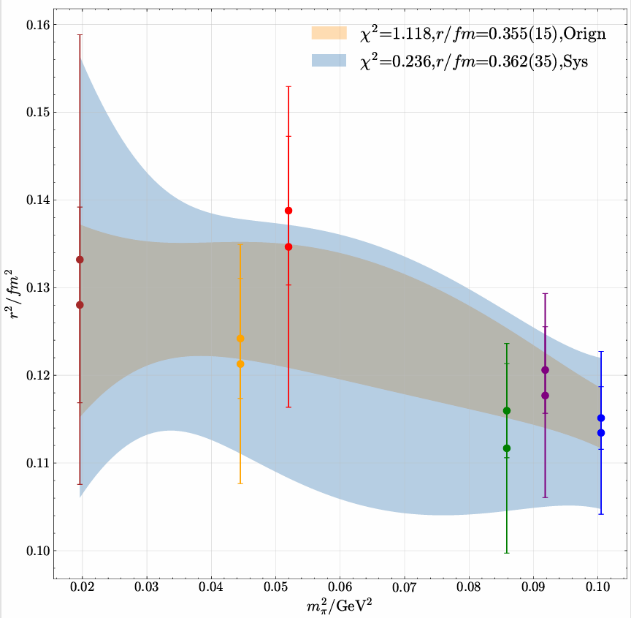 χ²=1.118,r/fm=0.355(15),Orign
χ²=0.236,r/fm=0.362(35),Sys
0.16
0.15
0.14
0.13
0.12
0.11
0.10
r²/fm²
0.02 0.03 0.04 0.05 0.06 0.07 0.08 0.09 0.10
m²π/GeV²